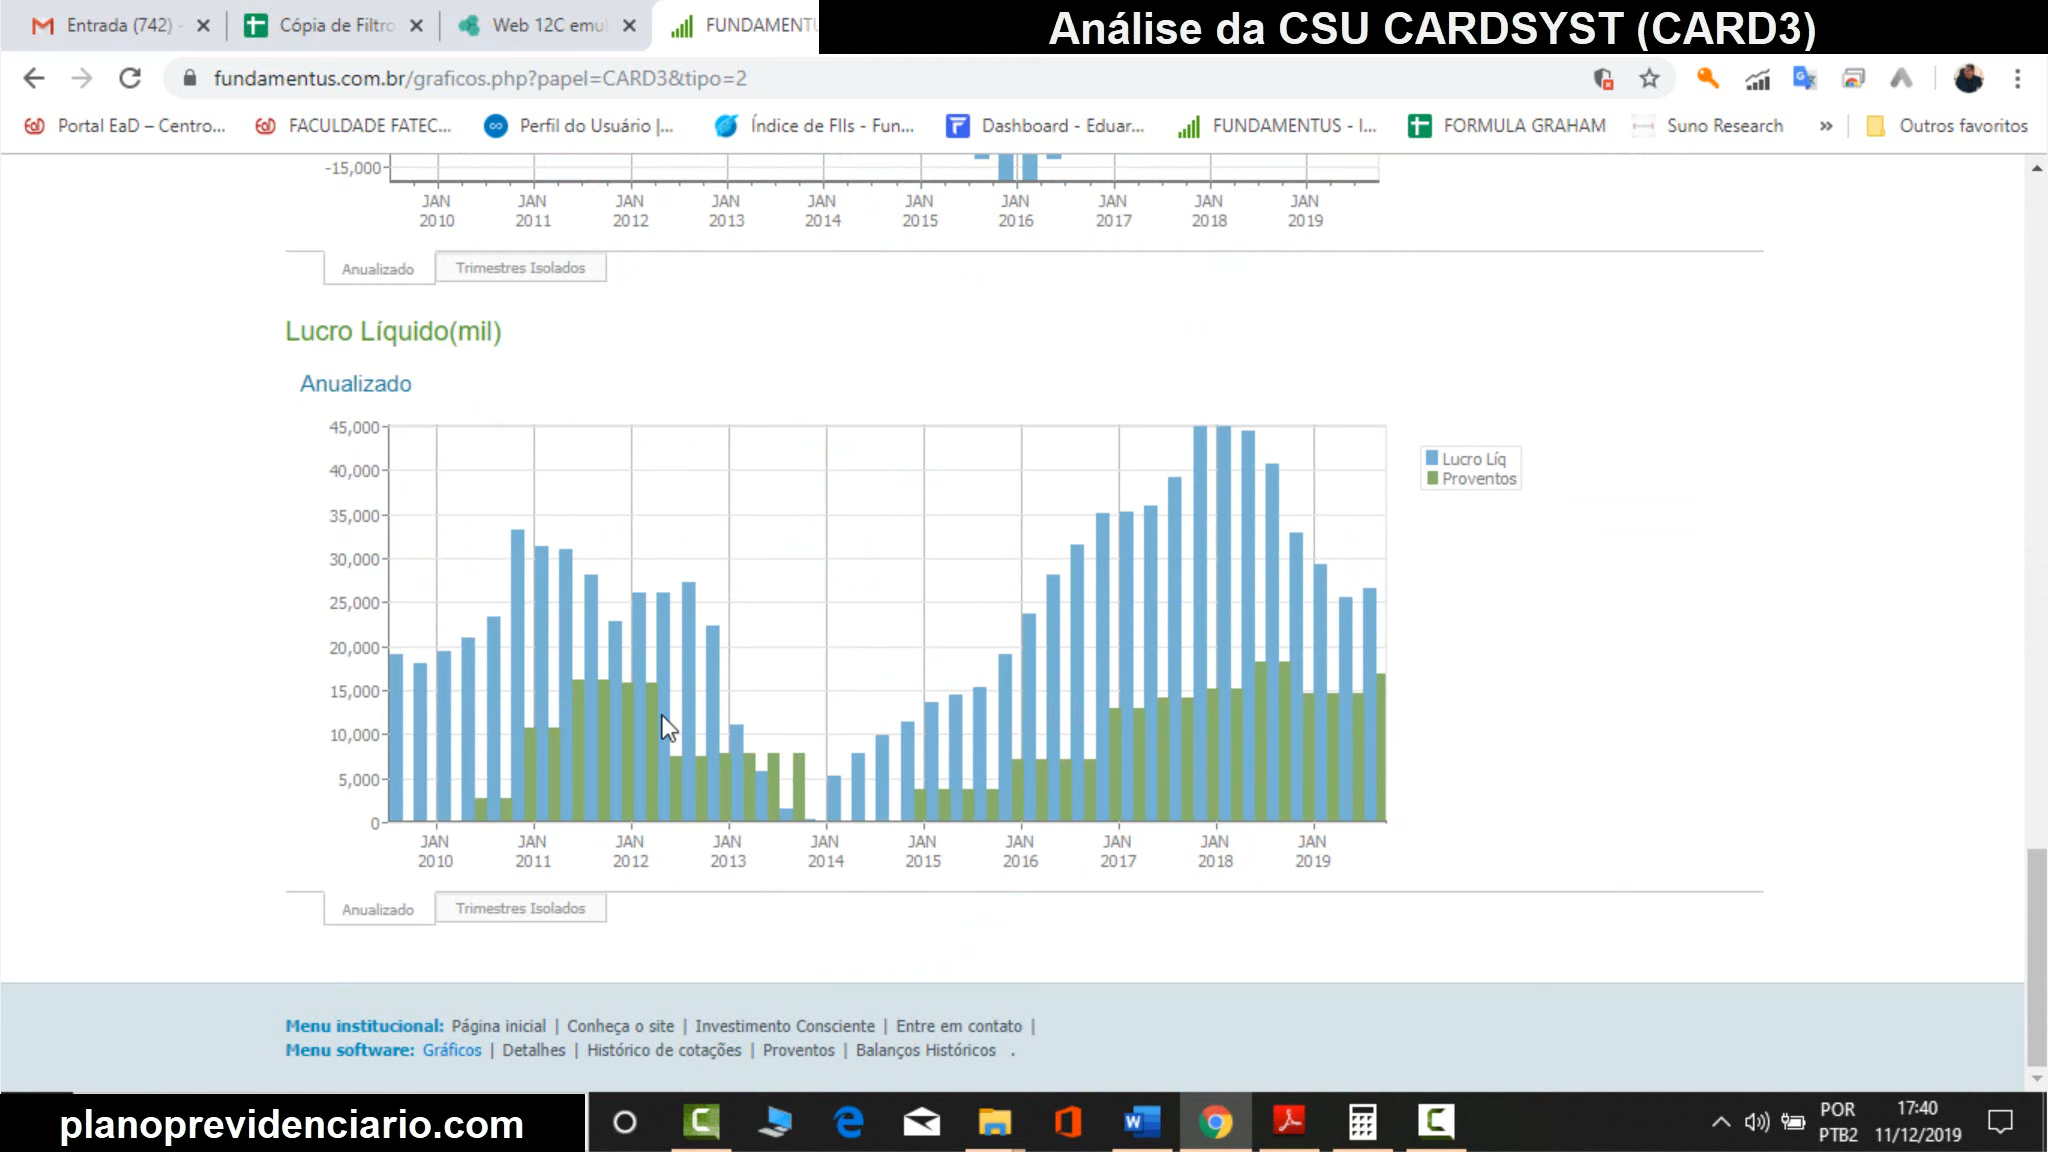 Entrada (742) -
Cópia de Filtro
Web 12C emul
FUNDAMENTU
Análise da CSU CARDSYST (CARD3)
fundamentus.com.br/graficos.php?papel=CARD3&tipo=2
Portal EaD – Centro...
FACULDADE FATEC...
Perfil do Usuário |...
Índice de FIIs - Fun...
Dashboard - Eduar...
FUNDAMENTUS - I...
FORMULA GRAHAM
Suno Research
»
Outros favoritos
-15,000
JAN 2010
JAN 2011
JAN 2012
JAN 2013
JAN 2014
JAN 2015
JAN 2016
JAN 2017
JAN 2018
JAN 2019
Anualizado
Trimestres Isolados
Lucro Líquido(mil)
Anualizado
45,000
40,000
35,000
30,000
25,000
20,000
15,000
10,000
5,000
0
Lucro Líq
Proventos
JAN 2010
JAN 2011
JAN 2012
JAN 2013
JAN 2014
JAN 2015
JAN 2016
JAN 2017
JAN 2018
JAN 2019
Anualizado
Trimestres Isolados
Menu institucional: Página inicial | Conheça o site | Investimento Consciente | Entre em contato |
Menu software: Gráficos | Detalhes | Histórico de cotações | Proventos | Balanços Históricos .
planoprevidenciario.com
POR
PTB2
17:40
11/12/2019